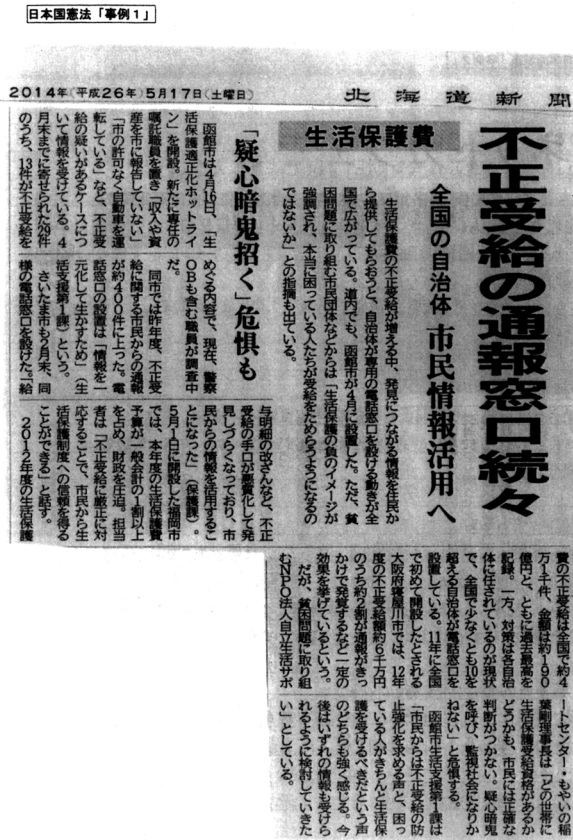 日本国憲法「事例1」
2014年(平成26年)5月17日(土曜日)
北海道新聞
生活保護費
不正受給の通報窓口続々
全国の自治体 市民情報活用へ
「疑心暗鬼招く」危惧も
生活保護費の不正受給が増える中、発見につながる情報を住民か
ら提供してもらおうと、自治体が専用の電話窓口を設ける動きが全
国で広がっている。道内でも、函館市が4月に設置した。ただ、貧
困問題に取り組む市民団体などからは「生活保護の負のイメージが
強調され、本当に困っている人たちが受給をためらうようになるの
ではないか」との指摘も出ている。
函館市は4月16日、「生
活保護適正化ホットライ
ン」を開設。新たに専任の
嘱託職員を置き「収入や資
産を市に報告していない」
「市の許可なく自動車を運
転している」など、不正受
給の疑いがあるケースにつ
いて情報を受けている。4
月末までに寄せられた29件
のうち、13件が不正受給を
めぐる内容で、現在、警察
OBも含む職員が調査中
だ。
同市では昨年度、不正受
給に関する市民からの通報
が約400件に上った。電
話窓口の設置は「情報を一
元化して生かすため」(生
活支援第1課)という。
さいたま市も2月末、同
様の電話窓口を設けた。「給
与明細の改ざんなど、不正
受給の手口が悪質化して発
見しづらくなっており、市
民からの情報を活用するこ
とになった」(保護課)。
5月1日に開設した福岡市
では、本年度の生活保護費
予算が一般会計の1割以上
を占め、財政を圧迫。担当
者は「不正受給に厳正に対
応することで、市民から生
活保護制度への信頼を得る
ことができる」と話す。
2012年度の生活保護
費の不正受給は全国で約4
万1千件、金額は約190
億円と、ともに過去最高を
記録。一方、対策は各自治
体に任されているのが現状
で、全国で少なくとも10を
超える自治体が電話窓口を
設置している。11年に全国
で初めて開設したとされる
大阪府寝屋川市では、12年
度の不正受給額約6千万円
のうち約2割が通報がきっ
かけで発覚するなど一定の
効果を挙げているという。
だが、貧困問題に取り組
むNPO法人自立生活サポ
ートセンター・もやいの稲
葉剛理事長は「どの世帯に
生活保護受給資格があるか
どうかも、市民には正確な
判断がつかない。疑心暗鬼
を呼び、監視社会になりか
ねない」と危惧する。
函館市生活支援第1課は
「市民からは不正受給の防
止強化を求める声と、困っ
ている人がきちんと生活保
護を受けるべきだという声
のどちらも強く感じる。今
後はいずれの情報も受けら
れるように検討していきた
い」としている。